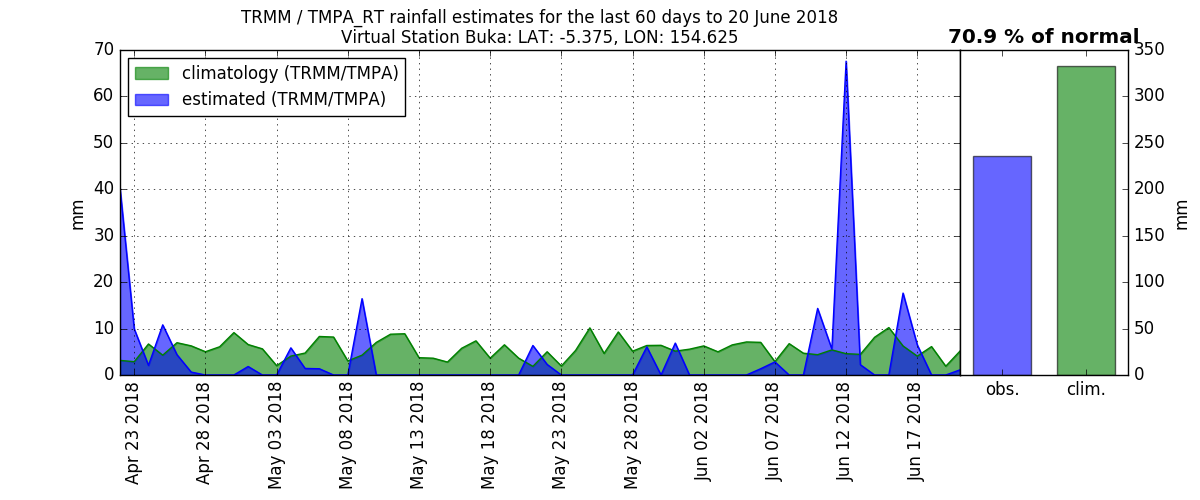 TRMM / TMPA_RT rainfall estimates for the last 60 days to 20 June 2018
Virtual Station Buka: LAT: -5.375, LON: 154.625
70.9 % of normal
climatology (TRMM/TMPA)
estimated (TRMM/TMPA)
70
60
50
40
30
20
10
0
mm
Apr 23 2018
Apr 28 2018
May 03 2018
May 08 2018
May 13 2018
May 18 2018
May 23 2018
May 28 2018
Jun 02 2018
Jun 07 2018
Jun 12 2018
Jun 17 2018
350
300
250
200
150
100
50
0
mm
obs.
clim.